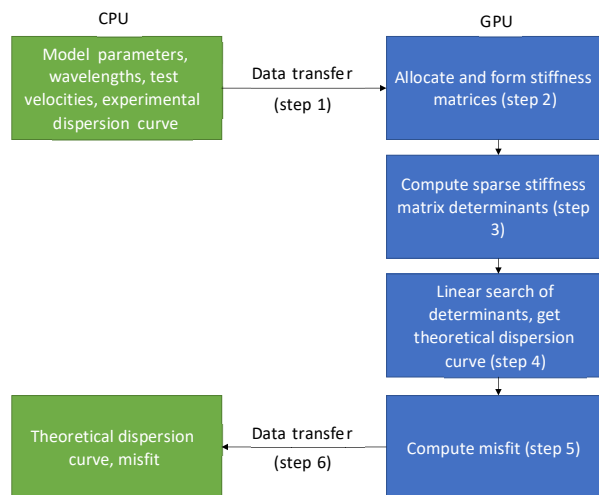 CPU
GPU
Model parameters,
wavelengths, test
velocities, experimental
dispersion curve
Data transfer
(step 1)
Allocate and form stiffness
matrices (step 2)
Compute sparse stiffness
matrix determinants (step
3)
Linear search of
determinants, get
theoretical dispersion
curve (step 4)
Theoretical dispersion
curve, misfit
Data transfer
(step 6)
Compute misfit (step 5)